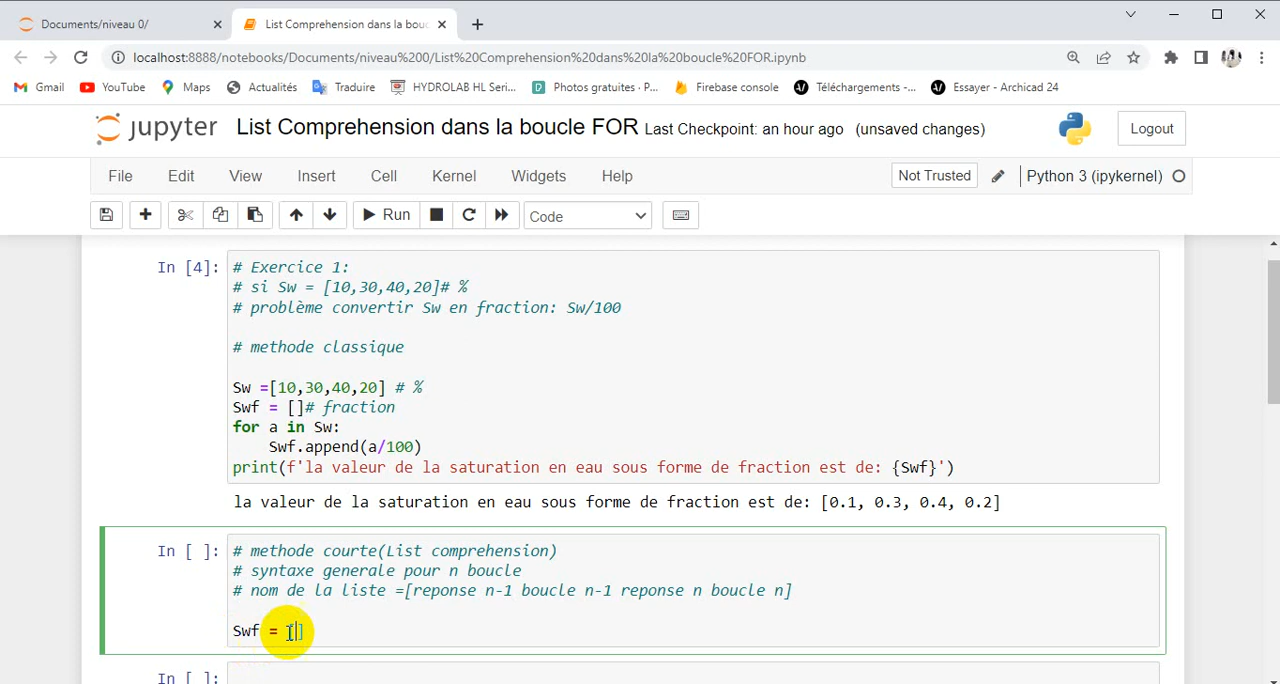 Documents/niveau 0/
List Comprehension dans la bouc
localhost:8888/notebooks/Documents/niveau%200/List%20Comprehension%20dans%20la%20boucle%20FOR.ipynb
Gmail YouTube Maps Actualités Traduire HYDROLAB HL Seri... Photos gratuites • P... Firebase console Téléchargements -... Essayer - Archicad 24
jupyter List Comprehension dans la boucle FOR Last Checkpoint: an hour ago (unsaved changes) Logout
File Edit View Insert Cell Kernel Widgets Help Not Trusted Python 3 (ipykernel)
Run Code
In [4]: # Exercice 1:
# si Sw = [10,30,40,20]# %
# problème convertir Sw en fraction: Sw/100
# methode classique
Sw =[10,30,40,20] # %
Swf = []# fraction
for a in Sw:
Swf.append(a/100)
print(f'la valeur de la saturation en eau sous forme de fraction est de: {Swf}')
la valeur de la saturation en eau sous forme de fraction est de: [0.1, 0.3, 0.4, 0.2]
In [ ]: # methode courte(List comprehension)
# syntaxe generale pour n boucle
# nom de la liste =[reponse n-1 boucle n-1 reponse n boucle n]
Swf = []
In [ ]: